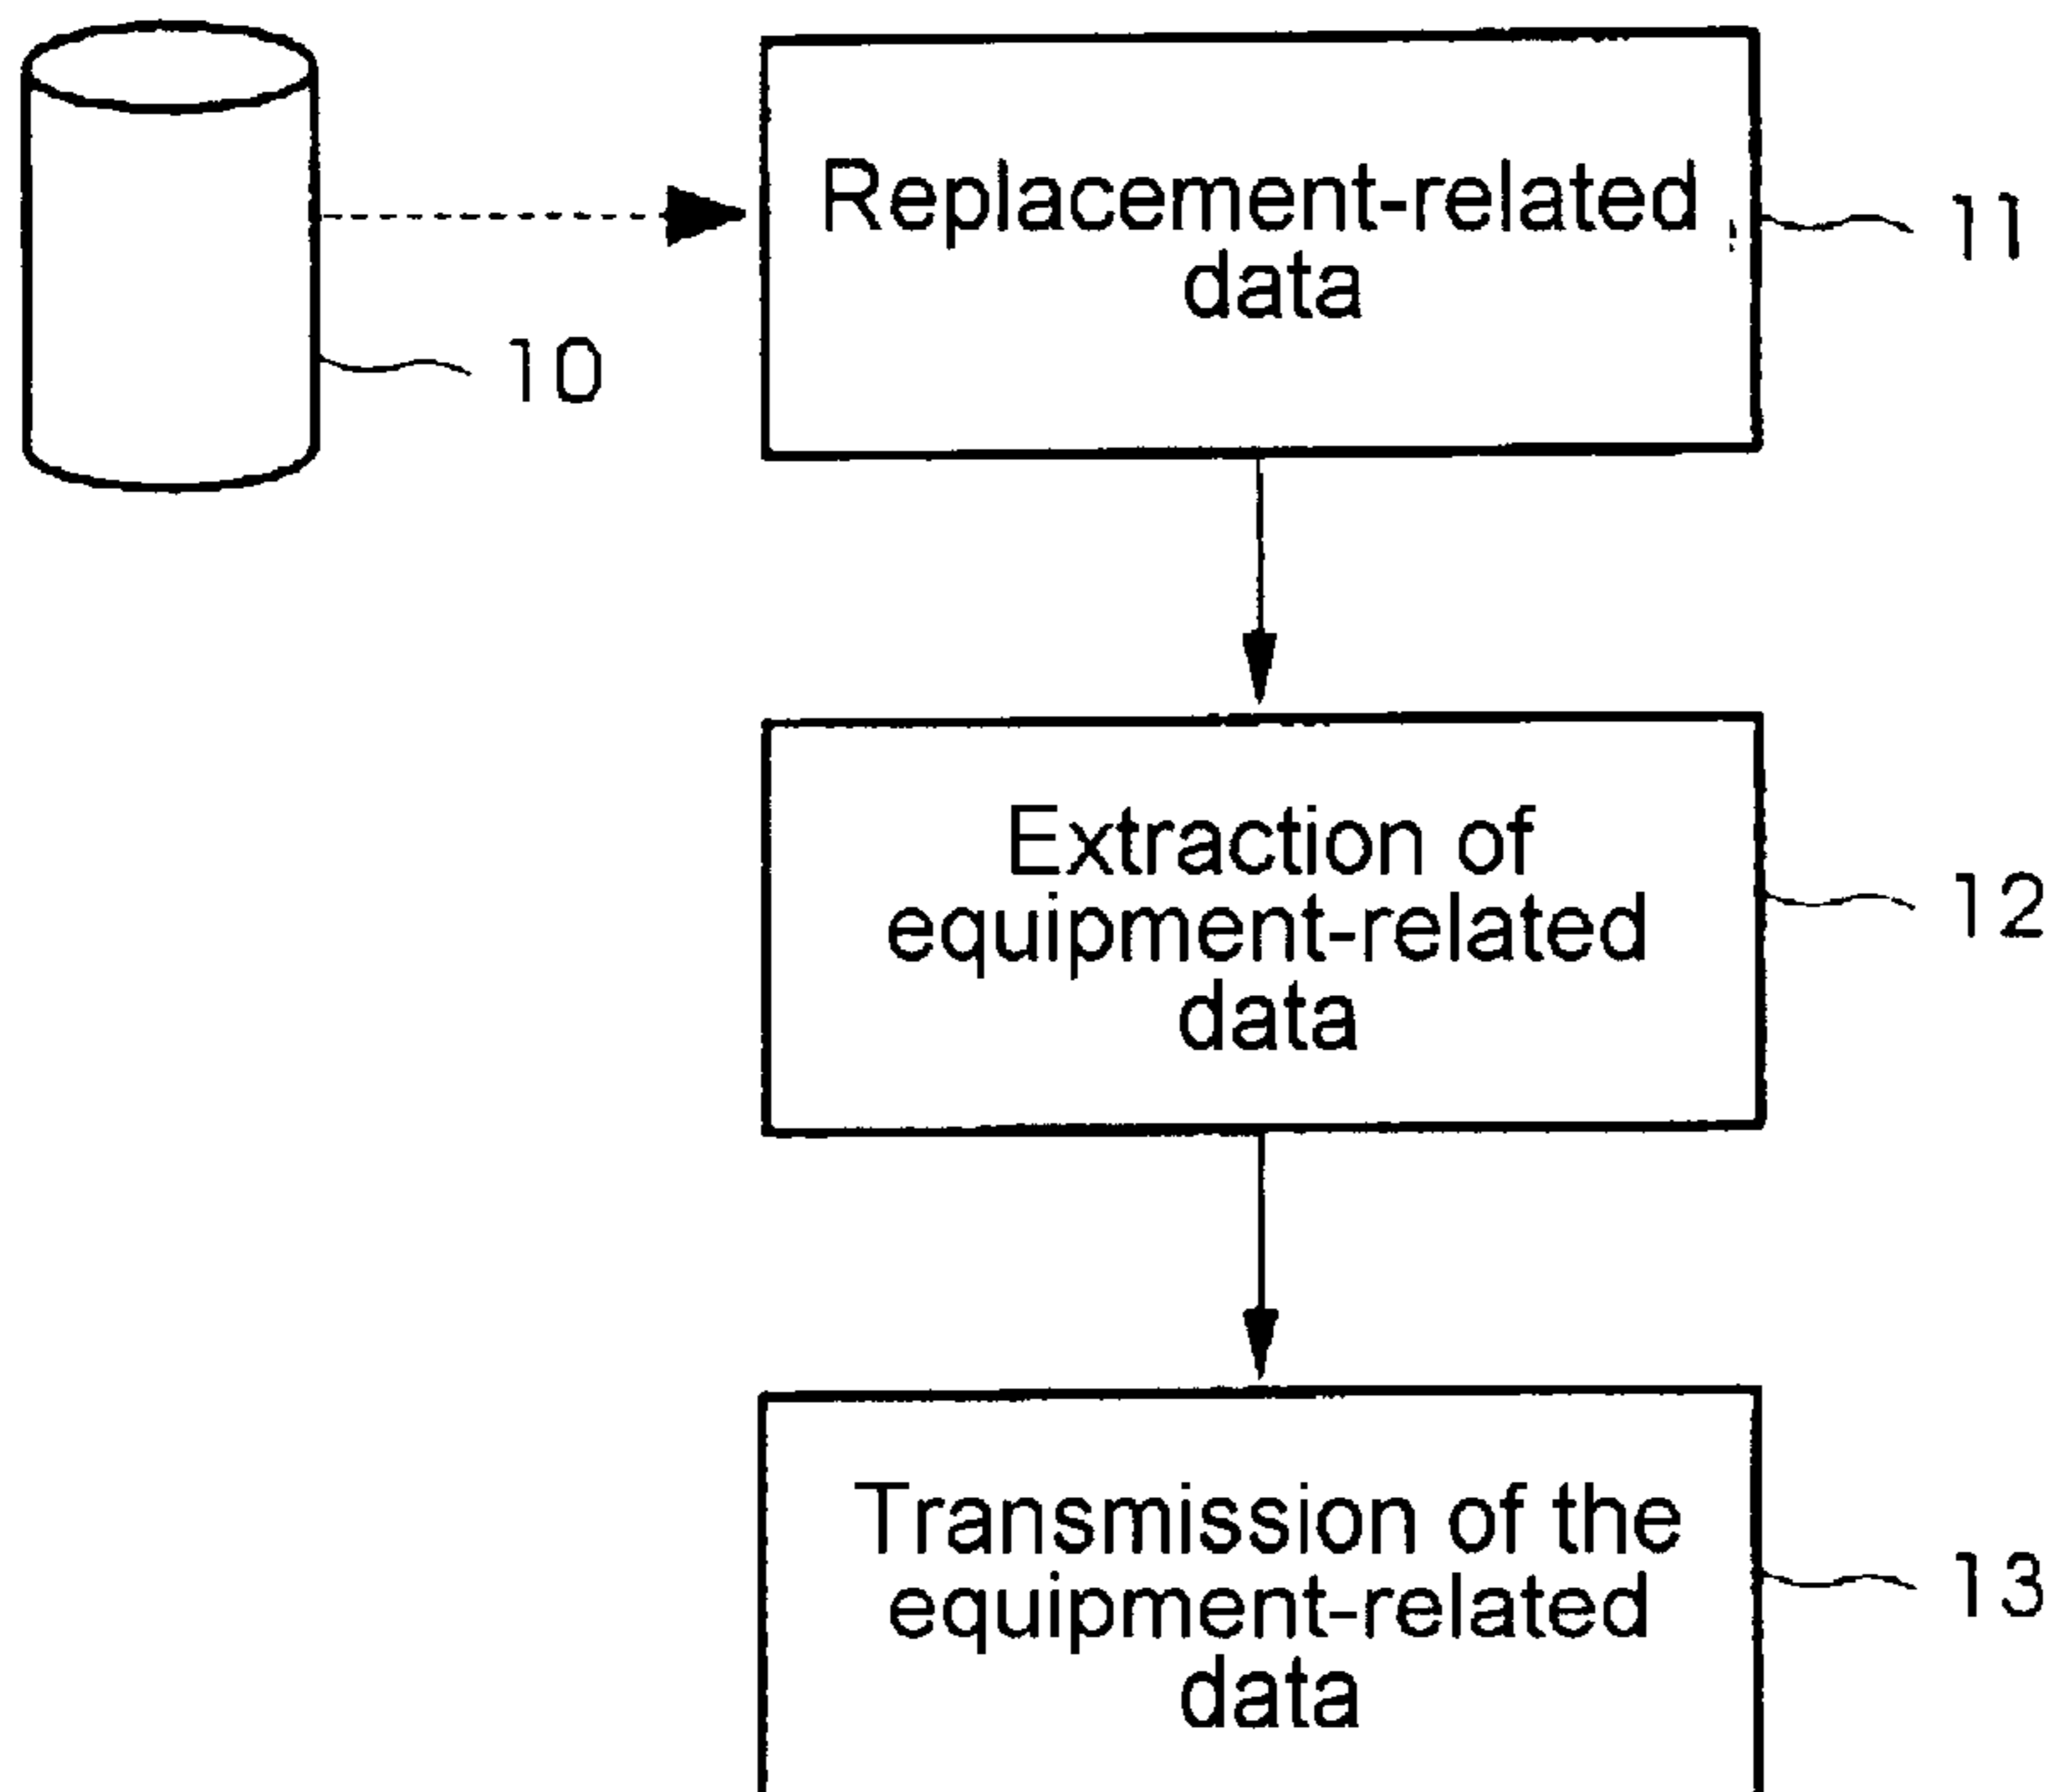 Replacement-related
data
11
10
Extraction of
equipment-related
data
12
Transmission of the
equipment-related
data
13